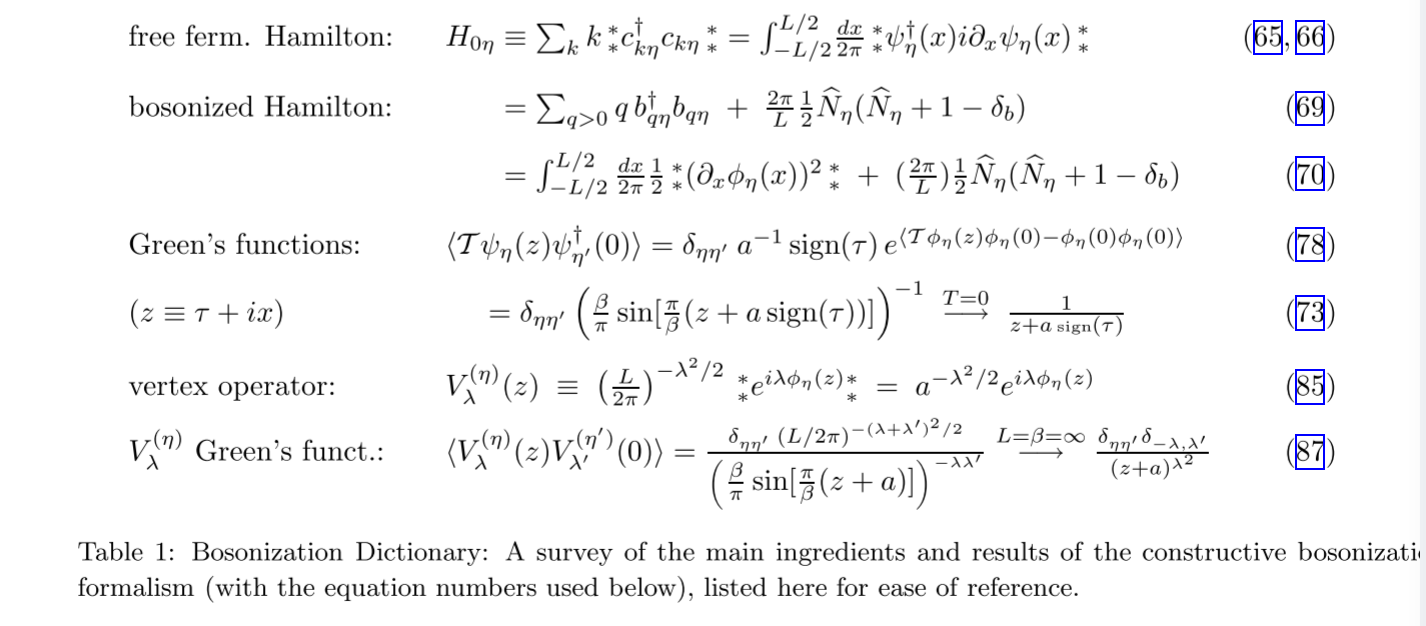 free ferm. Hamilton: $H_{0\eta} \equiv \sum_k k \, {}^*_* c^\dagger_{k\eta} c_{k\eta} \, {}^*_* = \int_{-L/2}^{L/2} \frac{dx}{2\pi} \, {}^*_* \psi^\dagger_\eta(x) i\partial_x \psi_\eta(x) \, {}^*_*$ (65, 66)
bosonized Hamilton: $= \sum_{q>0} q \, b^\dagger_{q\eta} b_{q\eta} + \frac{2\pi}{L} \frac{1}{2} \widehat{N}_\eta (\widehat{N}_\eta + 1 - \delta_b)$ (69)
$= \int_{-L/2}^{L/2} \frac{dx}{2\pi} \frac{1}{2} \, {}^*_* (\partial_x \phi_\eta(x))^2 \, {}^*_* + (\frac{2\pi}{L}) \frac{1}{2} \widehat{N}_\eta (\widehat{N}_\eta + 1 - \delta_b)$ (70)
Green's functions: $\langle \mathcal{T} \psi_\eta(z) \psi^\dagger_{\eta'}(0) \rangle = \delta_{\eta\eta'} \, a^{-1} \, \text{sign}(\tau) \, e^{\langle \mathcal{T} \phi_\eta(z) \phi_\eta(0) - \phi_\eta(0) \phi_\eta(0) \rangle}$ (78)
$(z \equiv \tau + ix)$ $= \delta_{\eta\eta'} \left( \frac{\beta}{\pi} \sin[\frac{\pi}{\beta}(z + a \, \text{sign}(\tau))] \right)^{-1} \stackrel{T=0}{\longrightarrow} \frac{1}{z + a \, \text{sign}(\tau)}$ (73)
vertex operator: $V^{(\eta)}_\lambda(z) \equiv \left( \frac{L}{2\pi} \right)^{-\lambda^2/2} \, {}^*_* e^{i\lambda\phi_\eta(z)} {}^*_* = a^{-\lambda^2/2} e^{i\lambda\phi_\eta(z)}$ (85)
$V^{(\eta)}_\lambda$ Green's funct.: $\langle V^{(\eta)}_\lambda(z) V^{(\eta')}_{\lambda'}(0) \rangle = \frac{\delta_{\eta\eta'} \, (L/2\pi)^{-(\lambda+\lambda')^2/2}}{\left( \frac{\beta}{\pi} \sin[\frac{\pi}{\beta}(z+a)] \right)^{-\lambda\lambda'}} \stackrel{L=\beta=\infty}{\longrightarrow} \frac{\delta_{\eta\eta'} \delta_{-\lambda,\lambda'}}{(z+a)^{\lambda^2}}$ (87)
Table 1: Bosonization Dictionary: A survey of the main ingredients and results of the constructive bosonizati
formalism (with the equation numbers used below), listed here for ease of reference.